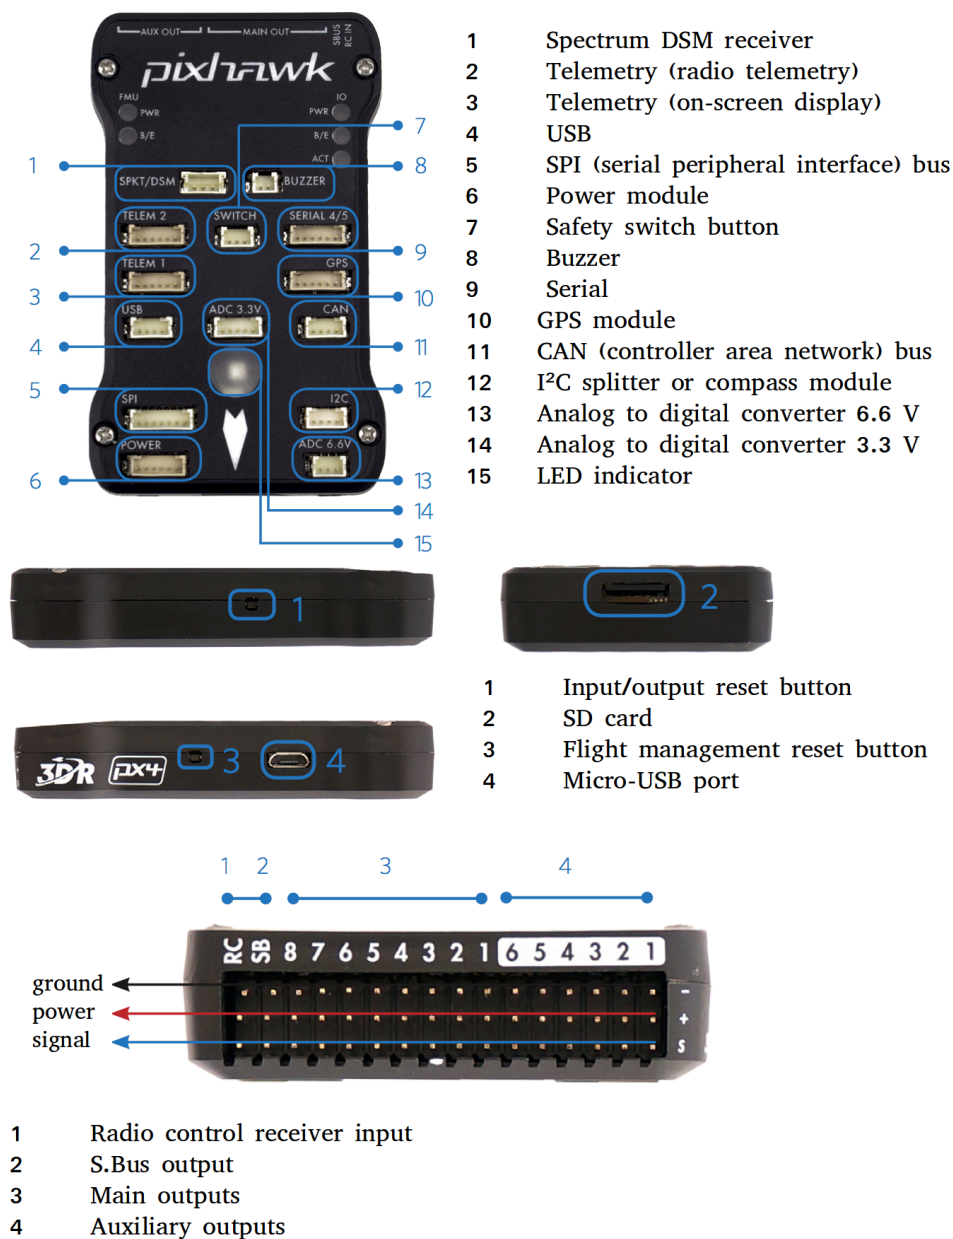 AUX OUT MAIN OUT SBUS RC IN
pixhawk
FMU IO
PWR PWR
B/E B/E
ACT
SPKT/DSM BUZZER
TELEM 2 SWITCH SERIAL 4/5
TELEM 1 GPS
USB ADC 3.3V CAN
SPI I2C
POWER ADC 6.6V
1
2
3
4
5
6
7
8
9
10
11
12
13
14
15
1 Spectrum DSM receiver
2 Telemetry (radio telemetry)
3 Telemetry (on-screen display)
4 USB
5 SPI (serial peripheral interface) bus
6 Power module
7 Safety switch button
8 Buzzer
9 Serial
10 GPS module
11 CAN (controller area network) bus
12 I²C splitter or compass module
13 Analog to digital converter 6.6 V
14 Analog to digital converter 3.3 V
15 LED indicator
1
2
3DR px4 3 4
1 Input/output reset button
2 SD card
3 Flight management reset button
4 Micro-USB port
1 2 3 4
RC SB 8 7 6 5 4 3 2 1 6 5 4 3 2 1
ground -
power +
signal S
1 Radio control receiver input
2 S.Bus output
3 Main outputs
4 Auxiliary outputs